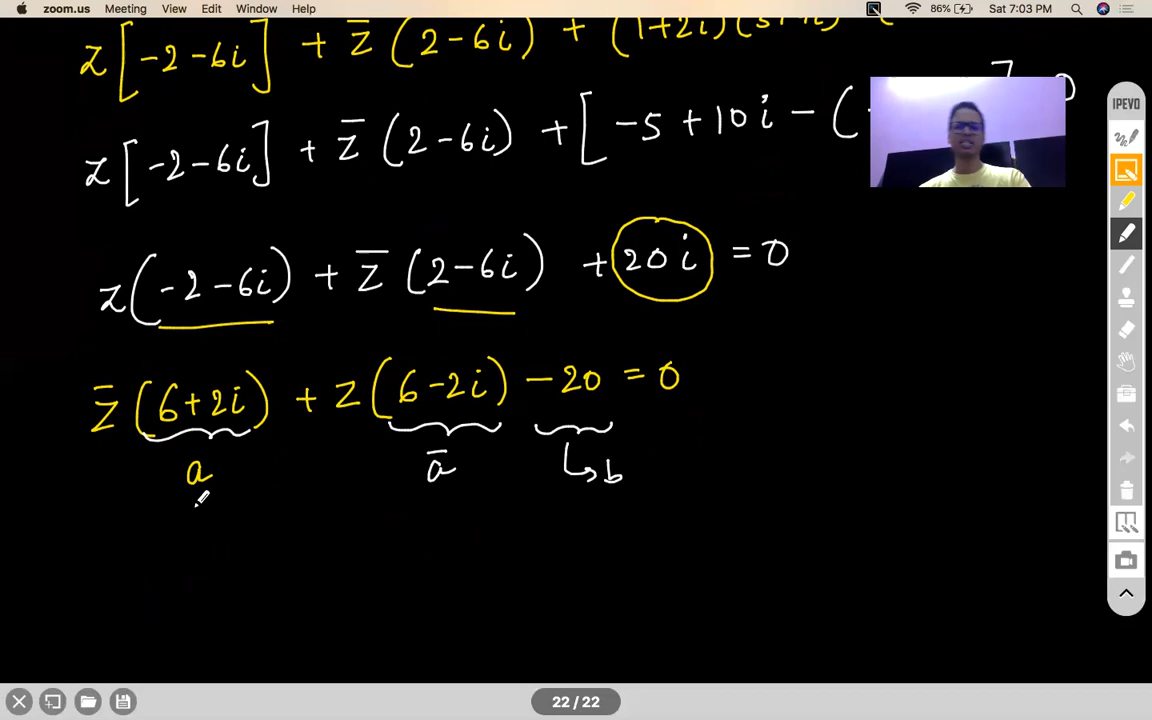 zoom.us Meeting View Edit Window Help 86% Sat 7:03 PM
z[-2-6i] + z̄(2-6i) + (1+2i)(
z[-2-6i] + z̄(2-6i) + [-5+10i-(
IPEVO
z(-2-6i) + z̄(2-6i) +20i =0
z̄(6+2i) + z(6-2i) -20 = 0
a ā ↳b
22 / 22